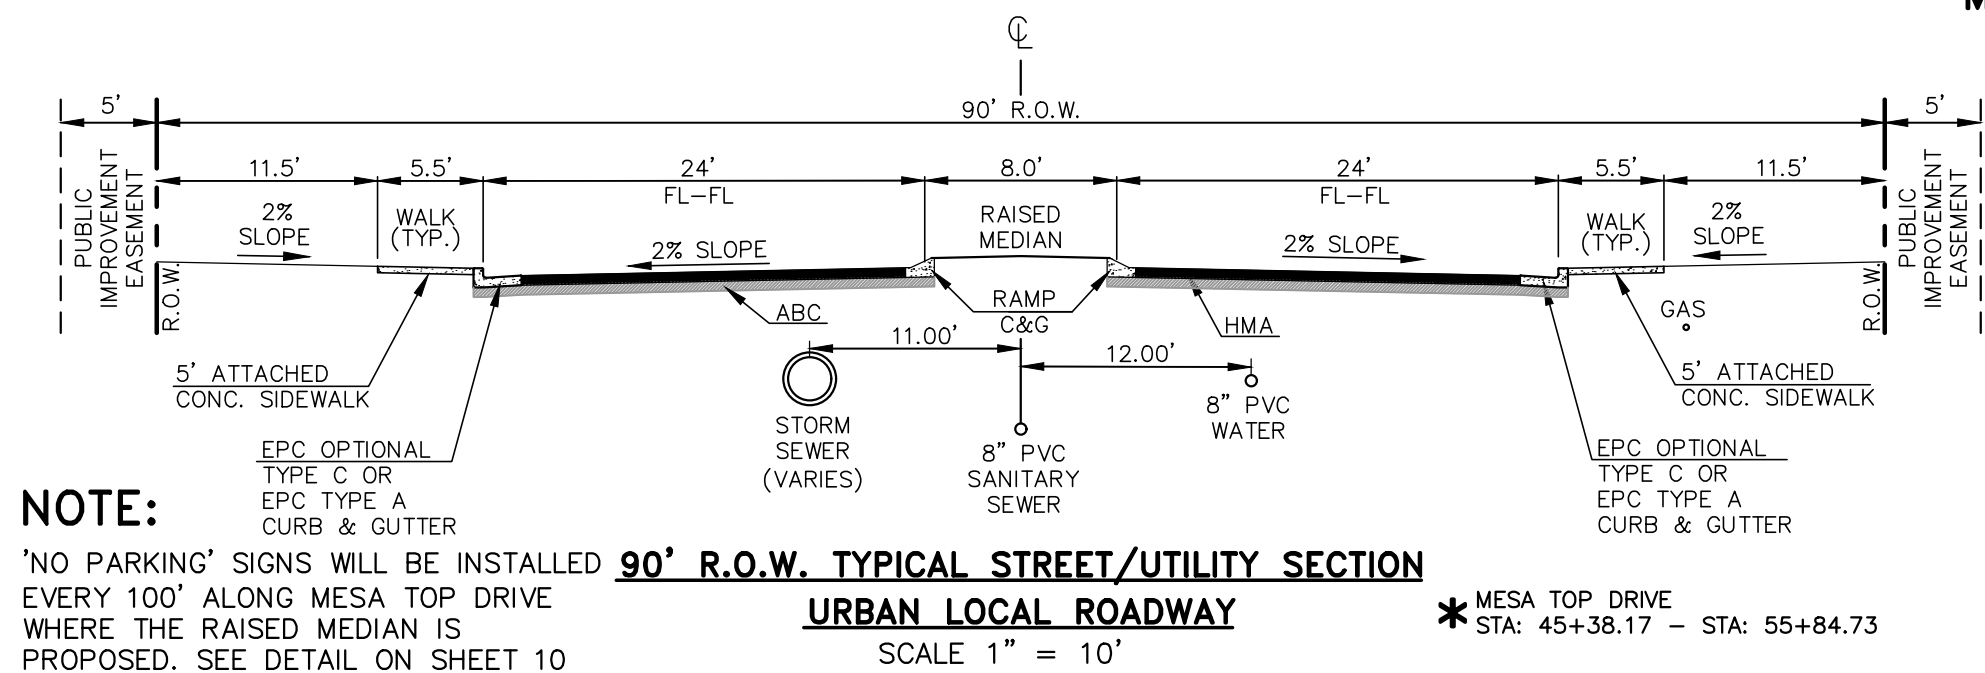 M
CL
5'
90' R.O.W.
5'
11.5'
5.5'
24'
8.0'
24'
5.5'
11.5'
FL-FL
FL-FL
PUBLIC
IMPROVEMENT
EASEMENT
R.O.W.
2%
SLOPE
WALK
(TYP.)
2% SLOPE
RAISED
MEDIAN
2% SLOPE
WALK
(TYP.)
2%
SLOPE
PUBLIC
IMPROVEMENT
EASEMENT
R.O.W.
ABC
RAMP
C&G
HMA
GAS
11.00'
12.00'
5' ATTACHED
CONC. SIDEWALK
5' ATTACHED
CONC. SIDEWALK
STORM
SEWER
(VARIES)
8" PVC
SANITARY
SEWER
8" PVC
WATER
EPC OPTIONAL
TYPE C OR
EPC TYPE A
CURB & GUTTER
EPC OPTIONAL
TYPE C OR
EPC TYPE A
CURB & GUTTER
NOTE:
'NO PARKING' SIGNS WILL BE INSTALLED
EVERY 100' ALONG MESA TOP DRIVE
WHERE THE RAISED MEDIAN IS
PROPOSED. SEE DETAIL ON SHEET 10
90' R.O.W. TYPICAL STREET/UTILITY SECTION
URBAN LOCAL ROADWAY
SCALE 1" = 10'
* MESA TOP DRIVE
STA: 45+38.17 - STA: 55+84.73